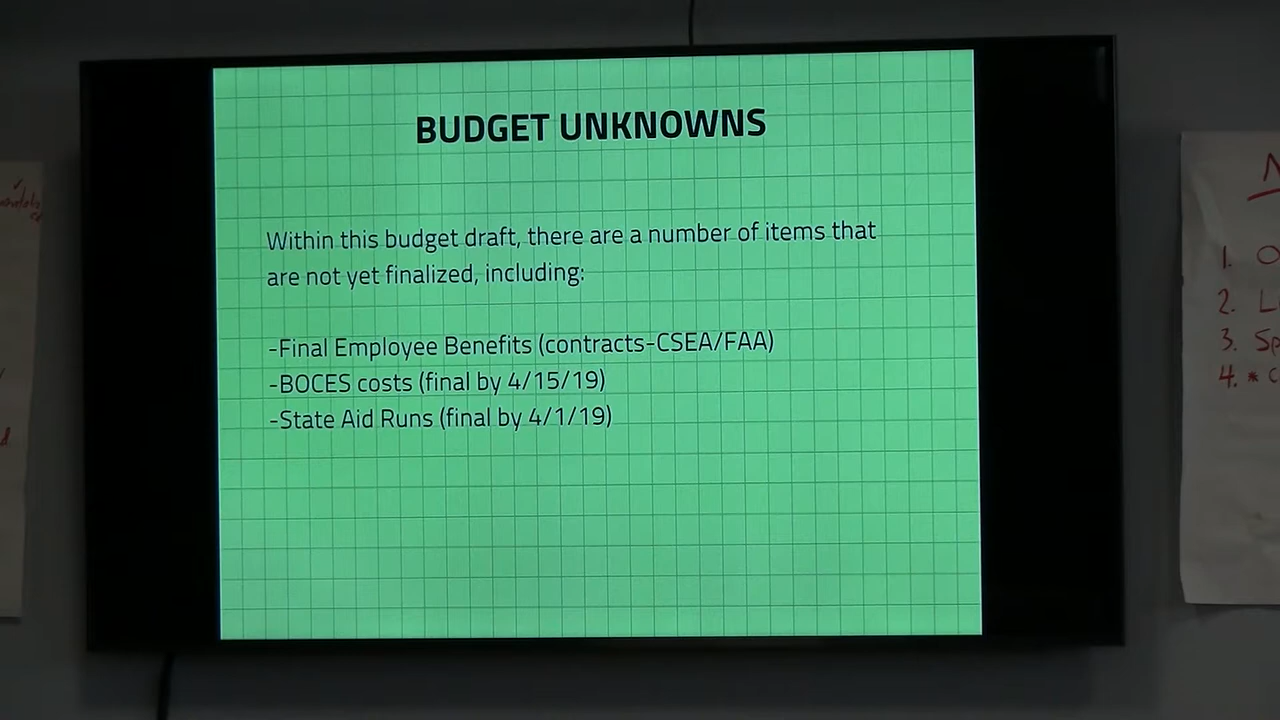 BUDGET UNKNOWNS
Within this budget draft, there are a number of items that
are not yet finalized, including:
-Final Employee Benefits (contracts-CSEA/FAA)
-BOCES costs (final by 4/15/19)
-State Aid Runs (final by 4/1/19)
1.
2.
3.
4. *